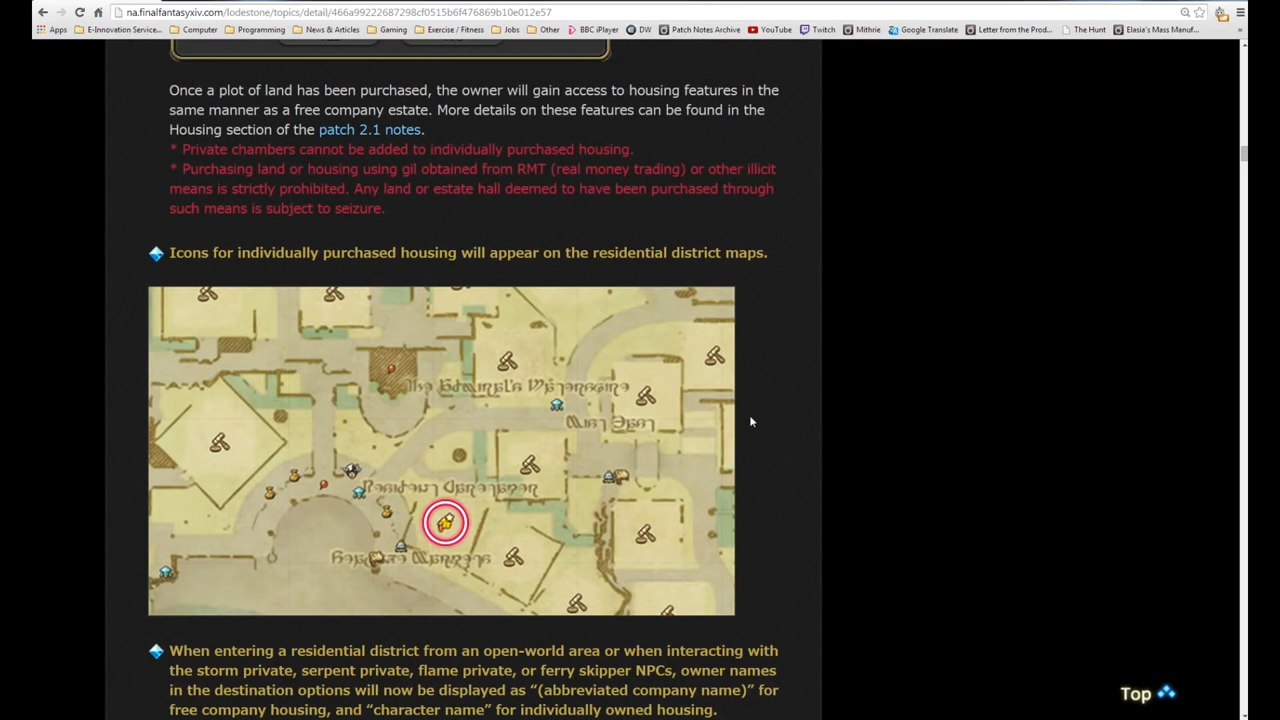 na.finalfantasyxiv.com/lodestone/topics/detail/466a99222687298cf0515b6f476869b10e012e57
Apps E-Innovation Service... Computer Programming News & Articles Gaming Exercise / Fitness Jobs Other BBC iPlayer DW Patch Notes Archive YouTube Twitch Mithrie Google Translate Letter from the Prod... The Hunt Elasia's Mass Manuf... »
Once a plot of land has been purchased, the owner will gain access to housing features in the
same manner as a free company estate. More details on these features can be found in the
Housing section of the patch 2.1 notes.
* Private chambers cannot be added to individually purchased housing.
* Purchasing land or housing using gil obtained from RMT (real money trading) or other illicit
means is strictly prohibited. Any land or estate hall deemed to have been purchased through
such means is subject to seizure.
Icons for individually purchased housing will appear on the residential district maps.
When entering a residential district from an open-world area or when interacting with
the storm private, serpent private, flame private, or ferry skipper NPCs, owner names
in the destination options will now be displayed as “(abbreviated company name)” for
free company housing, and “character name” for individually owned housing.
Top